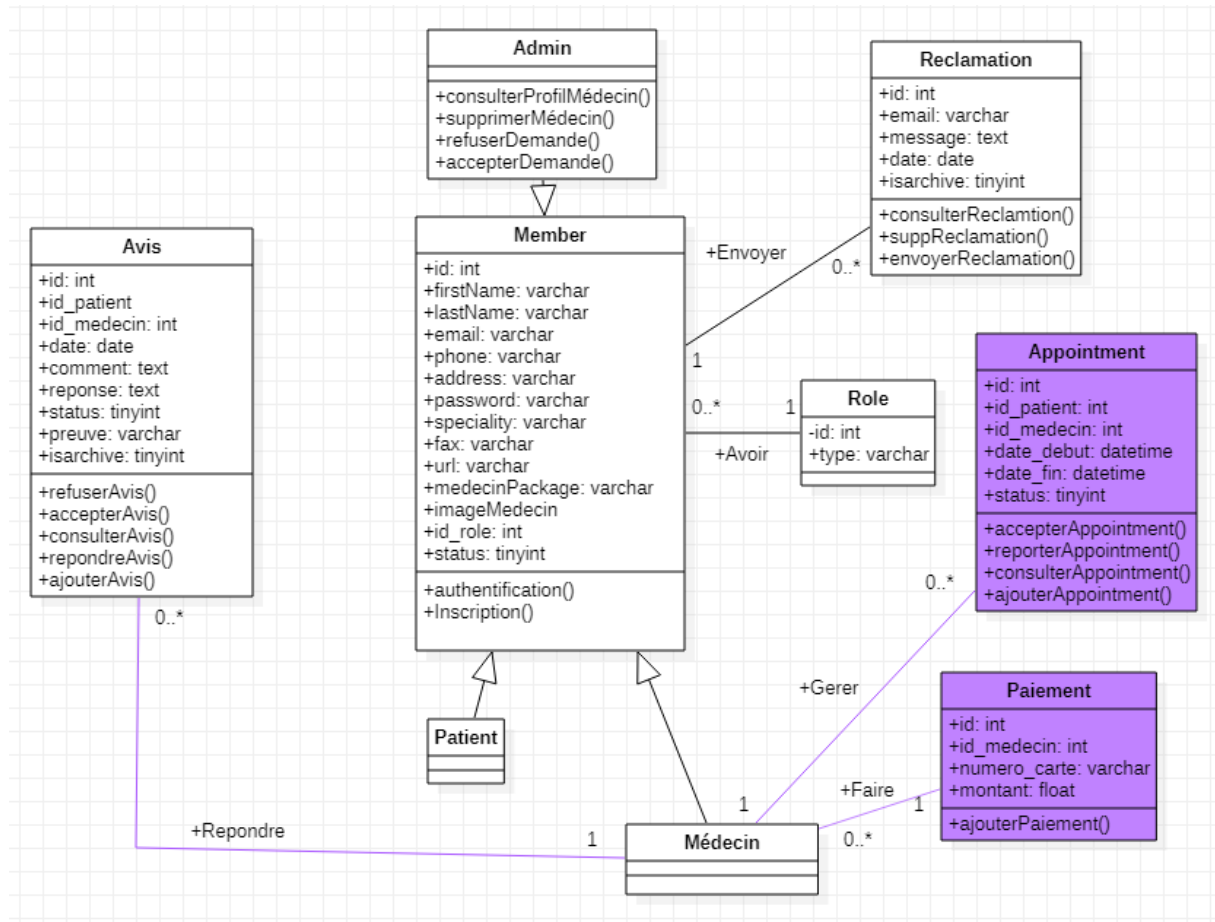 Admin
+consulterProfilMédecin()
+supprimerMédecin()
+refuserDemande()
+accepterDemande()
Reclamation
+id: int
+email: varchar
+message: text
+date: date
+isarchive: tinyint
+consulterReclamtion()
+suppReclamation()
+envoyerReclamation()
Avis
+id: int
+id_patient
+id_medecin: int
+date: date
+comment: text
+reponse: text
+status: tinyint
+preuve: varchar
+isarchive: tinyint
+refuserAvis()
+accepterAvis()
+consulterAvis()
+repondreAvis()
+ajouterAvis()
0..*
Member
+id: int
+firstName: varchar
+lastName: varchar
+email: varchar
+phone: varchar
+address: varchar
+password: varchar
+speciality: varchar
+fax: varchar
+url: varchar
+medecinPackage: varchar
+imageMedecin
+id_role: int
+status: tinyint
+authentification()
+Inscription()
+Envoyer
0..*
1
0..*
1
+Avoir
Role
-id: int
+type: varchar
Appointment
+id: int
+id_patient: int
+id_medecin: int
+date_debut: datetime
+date_fin: datetime
+status: tinyint
+accepterAppointment()
+reporterAppointment()
+consulterAppointment()
+ajouterAppointment()
0..*
+Gerer
1
Paiement
+id: int
+id_medecin: int
+numero_carte: varchar
+montant: float
+ajouterPaiement()
+Faire
1
0..*
Patient
+Repondre
1
Médecin